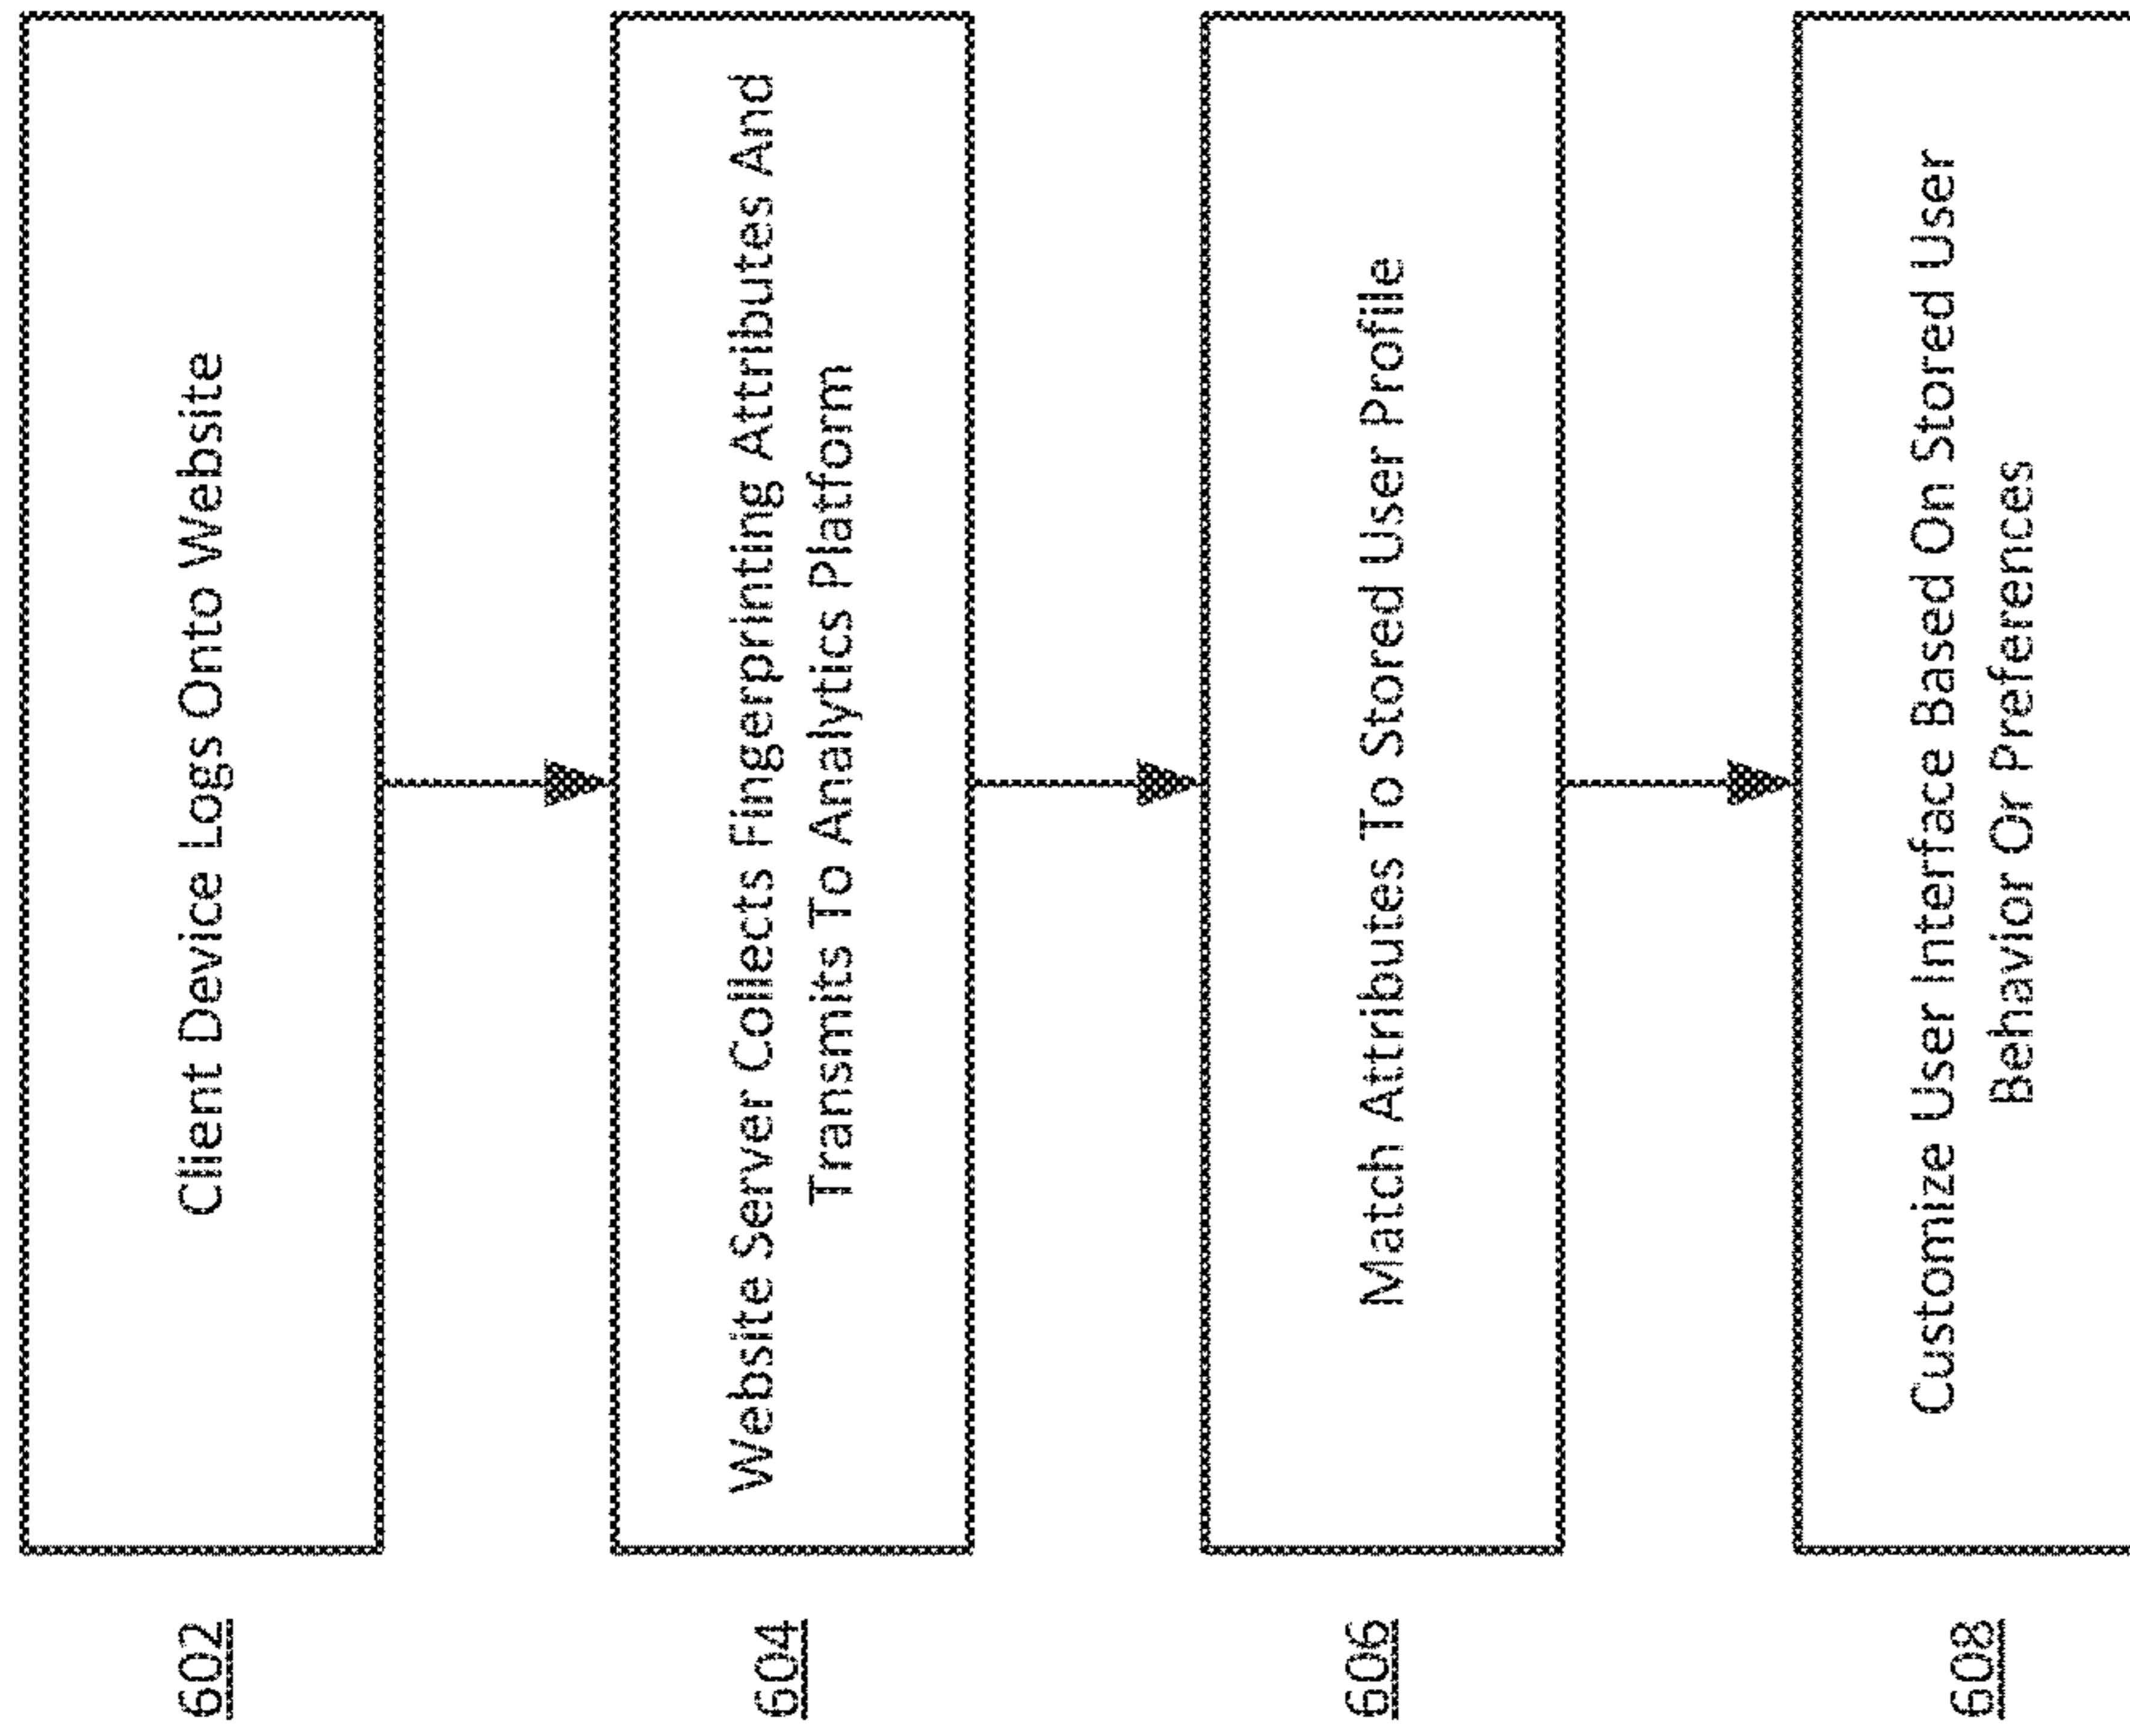 602
Client Device Logs Onto Website
604
Website Server Collects Fingerprinting Attributes And
Transmits To Analytics Platform
606
Match Attributes To Stored User Profile
608
Customize User Interface Based On Stored User
Behavior Or Preferences